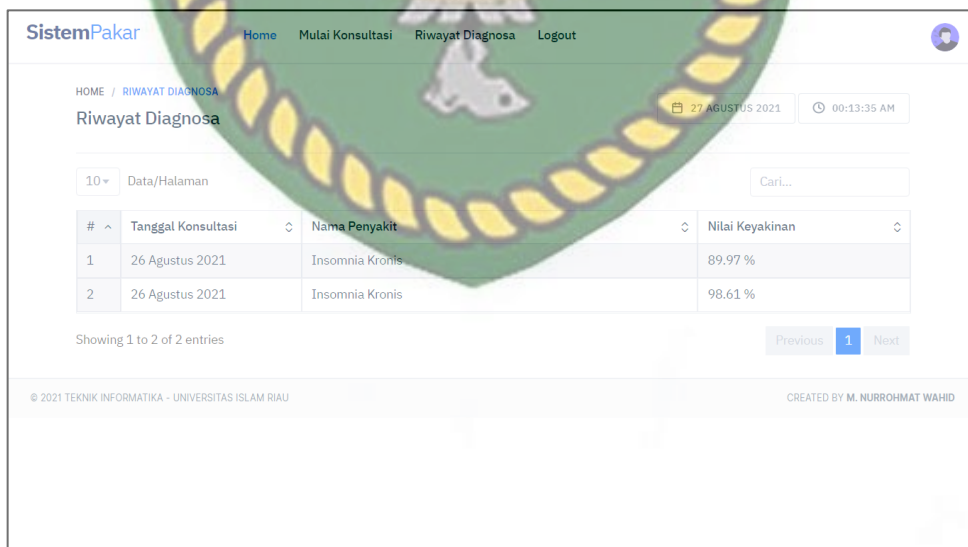 SistemPakar Home Mulai Konsultasi Riwayat Diagnosa Logout
HOME / RIWAYAT DIAGNOSA
Riwayat Diagnosa
27 AGUSTUS 2021 00:13:35 AM
10 Data/Halaman Cari...
# Tanggal Konsultasi Nama Penyakit Nilai Keyakinan
1 26 Agustus 2021 Insomnia Kronis 89.97 %
2 26 Agustus 2021 Insomnia Kronis 98.61 %
Showing 1 to 2 of 2 entries Previous 1 Next
© 2021 TEKNIK INFORMATIKA - UNIVERSITAS ISLAM RIAU CREATED BY M. NURROHMAT WAHID